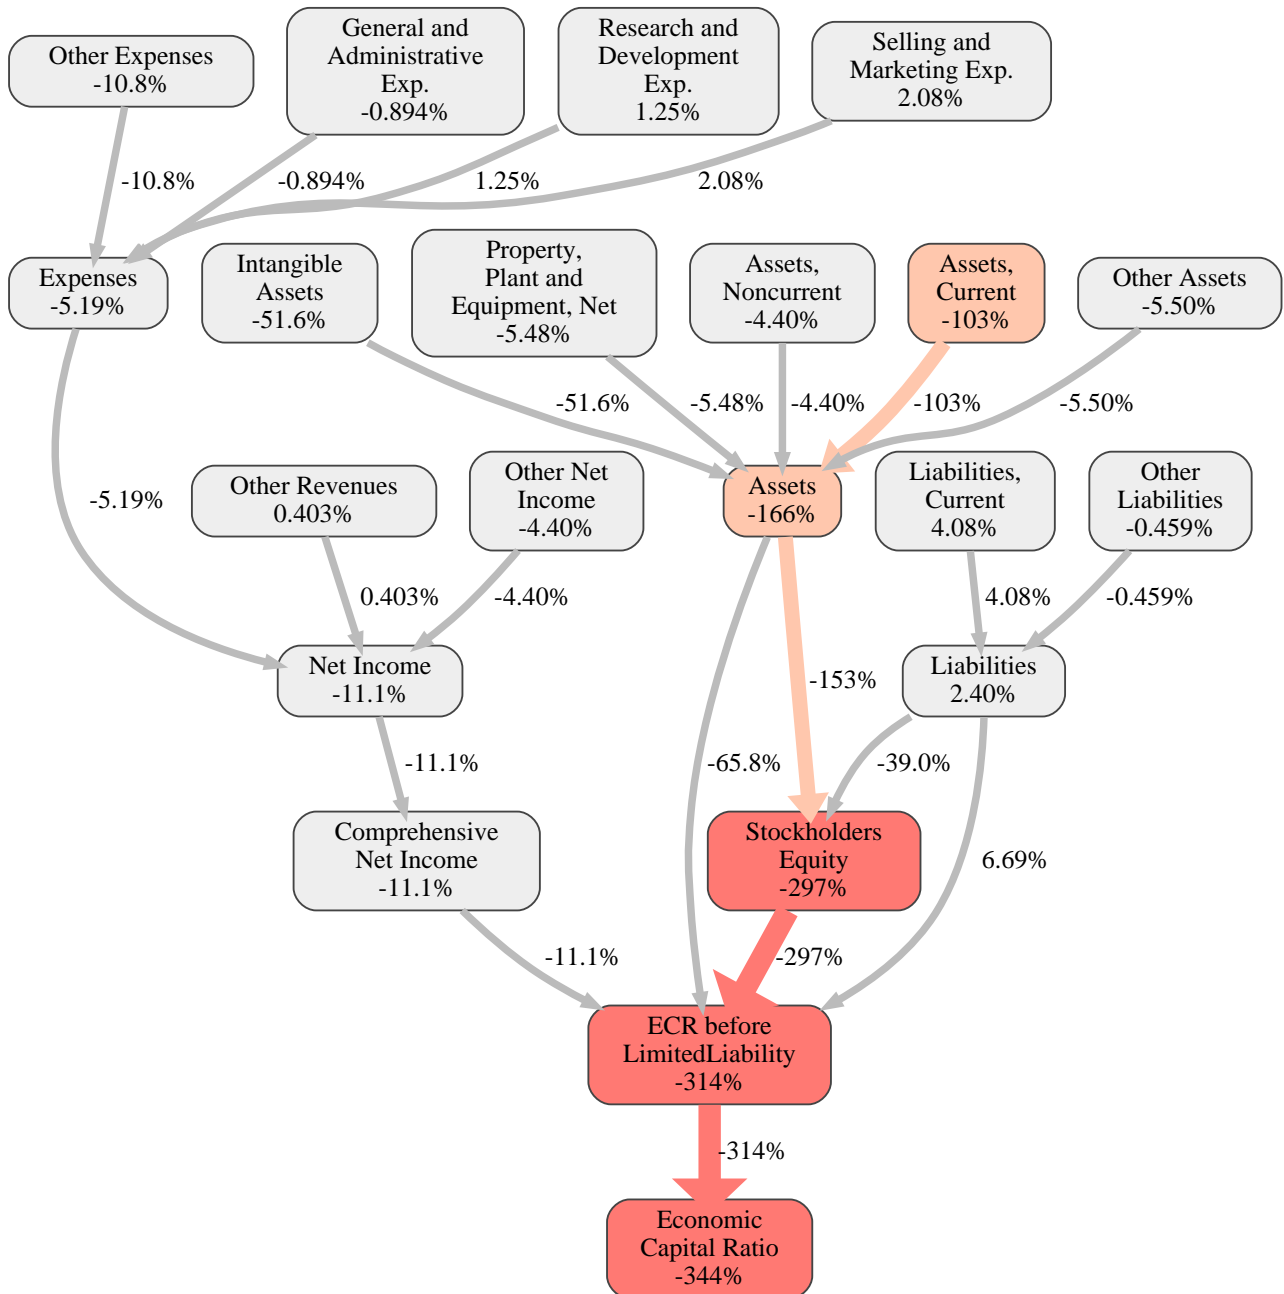 Other Expenses
-10.8%
General and
Administrative
Exp.
-0.894%
Research and
Development
Exp.
1.25%
Selling and
Marketing Exp.
2.08%
-10.8%
-0.894%
1.25%
2.08%
Expenses
-5.19%
Intangible
Assets
-51.6%
Property,
Plant and
Equipment, Net
-5.48%
Assets,
Noncurrent
-4.40%
Assets,
Current
-103%
Other Assets
-5.50%
-51.6%
-5.48%
-4.40%
-103%
-5.50%
-5.19%
Other Revenues
0.403%
Other Net
Income
-4.40%
Assets
-166%
Liabilities,
Current
4.08%
Other
Liabilities
-0.459%
0.403%
-4.40%
4.08%
-0.459%
Net Income
-11.1%
-153%
Liabilities
2.40%
-11.1%
-65.8%
-39.0%
Comprehensive
Net Income
-11.1%
Stockholders
Equity
-297%
6.69%
-11.1%
-297%
ECR before
LimitedLiability
-314%
-314%
Economic
Capital Ratio
-344%